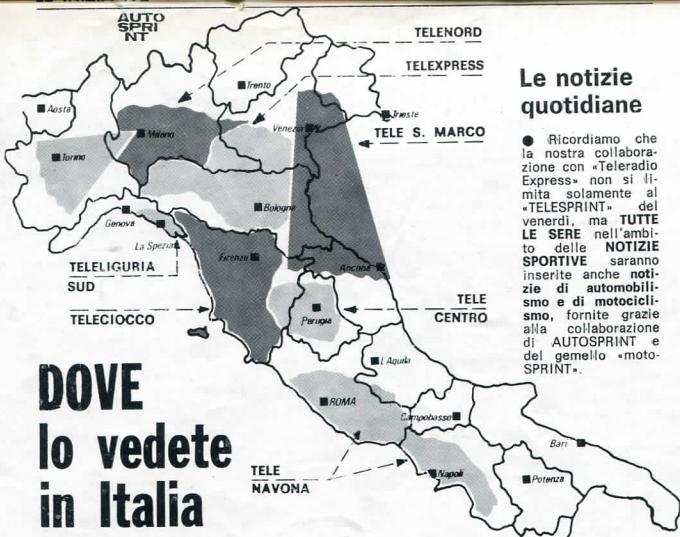 AUTO
SPRI
NT
TELENORD
TELEXPRESS
TELE S. MARCO
Aosta
Trento
Trieste
Milano
Venezia
Torino
Genova
La Spezia
Bologna
Firenze
Ancona
Perugia
TELELIGURIA
SUD
TELECIOCCO
TELE
CENTRO
L'Aquila
ROMA
Campobasso
Bari
Napoli
Potenza
TELE
NAVONA
DOVE
lo vedete
in Italia
Le notizie
quotidiane
● Ricordiamo che
la nostra collabora-
zione con «Teleradio
Express» non si li-
mita solamente al
«TELESPRINT» del
venerdì, ma TUTTE
LE SERE nell'ambi-
to delle NOTIZIE
SPORTIVE saranno
inserite anche noti-
zie di automobili-
smo e di motocicli-
smo, fornite grazie
alla collaborazione
di AUTOSPRINT e
del gemello «moto-
SPRINT».